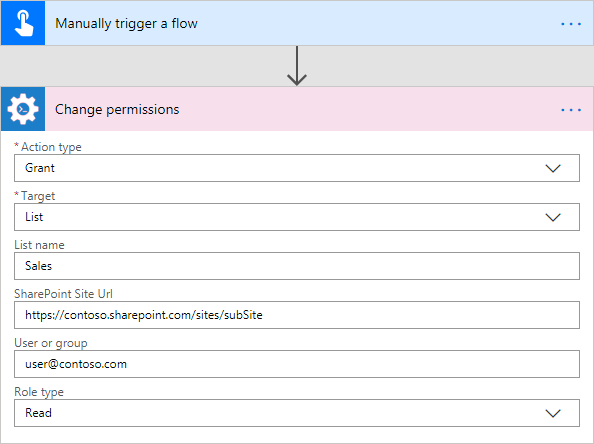 Manually trigger a flow
Change permissions
* Action type
Grant
* Target
List
List name
Sales
SharePoint Site Url
https://contoso.sharepoint.com/sites/subSite
User or group
user@contoso.com
Role type
Read